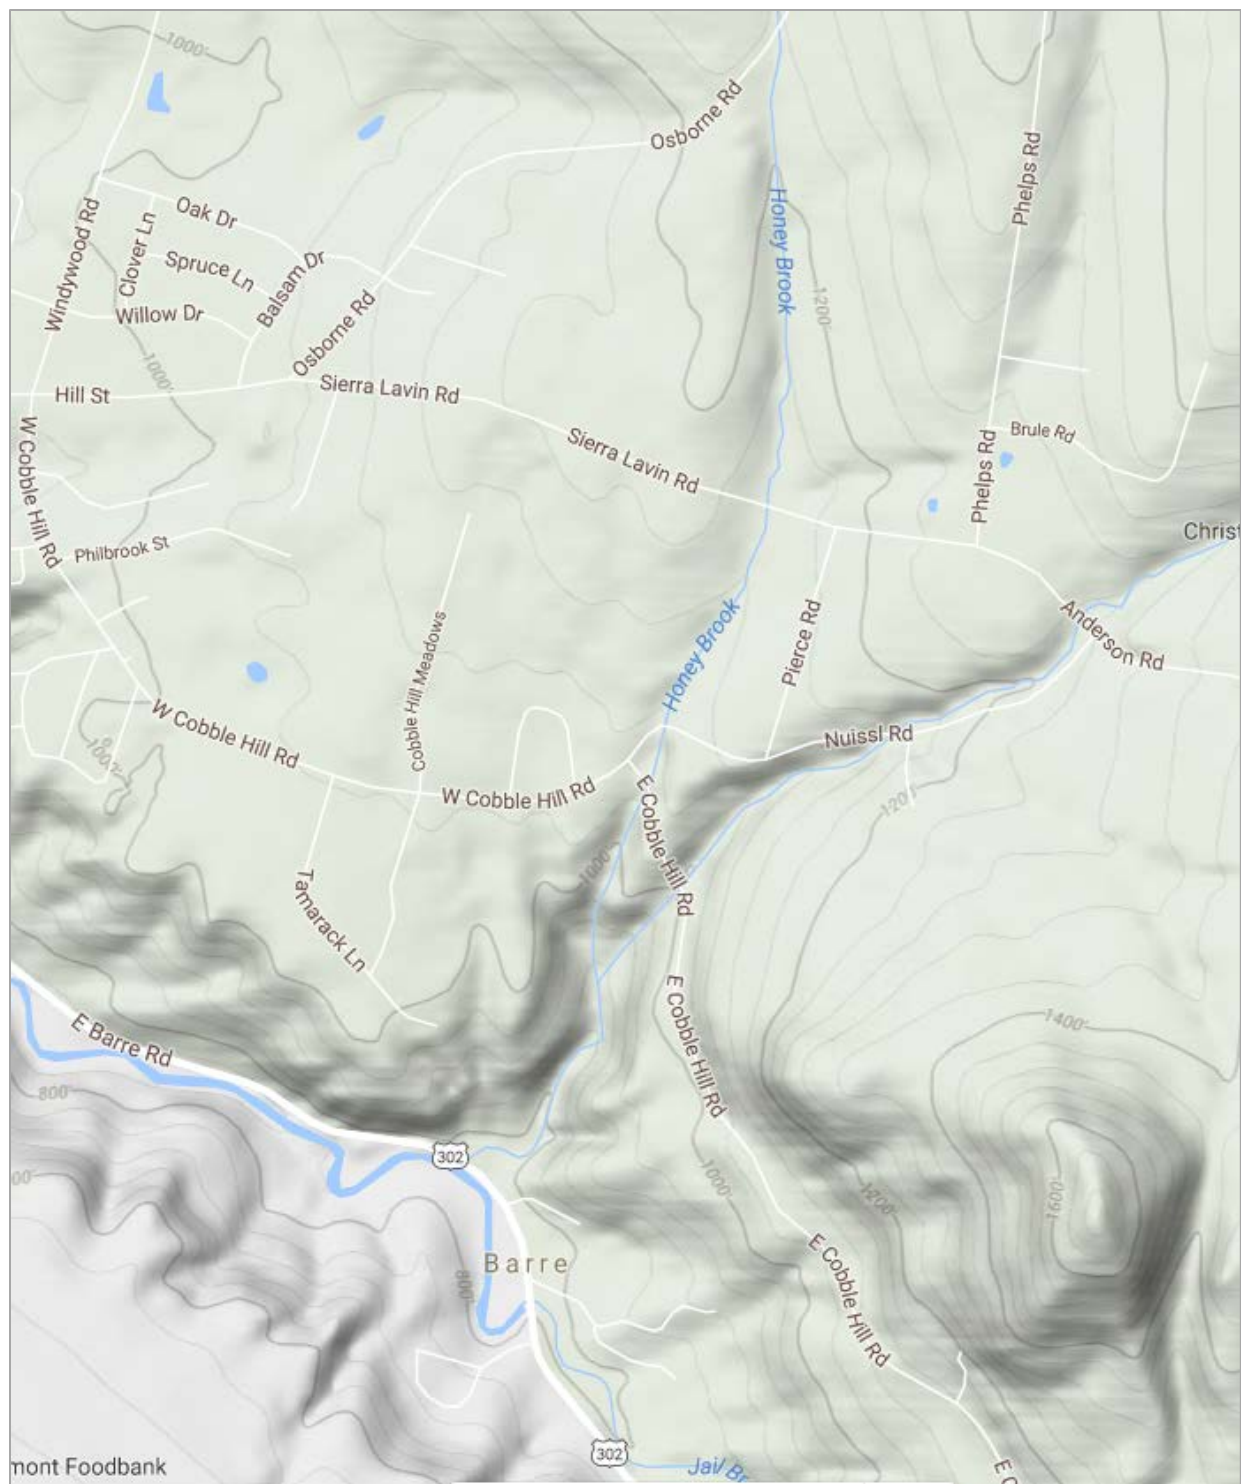 1000'
Osborne Rd
Phelps Rd
Windywood Rd
Oak Dr
Clover Ln
Spruce Ln
Balsam Dr
Honey Brook
Willow Dr
Osborne Rd
1200'
1000'
Hill St
Sierra Lavin Rd
W Cobble Hill Rd
Sierra Lavin Rd
Phelps Rd
Brule Rd
Christ
Philbrook St
Honey Brook
Pierce Rd
Anderson Rd
Cobble Hill Meadows
W Cobble Hill Rd
Nuissl Rd
W Cobble Hill Rd
E Cobble Hill Rd
1000'
Tamarack Ln
E Cobble Hill Rd
1400'
E Barre Rd
800'
302
1000'
1200'
1600'
Barre
800'
E Cobble Hill Rd
302
mont Foodbank
Jail Br
E C